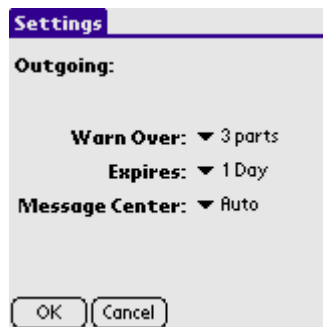 Settings
Outgoing:
Warn Over: 3 parts
Expires: 1 Day
Message Center: Auto
OK Cancel